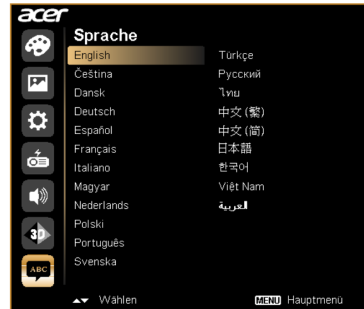 acer
Sprache
English
Čeština
Dansk
Deutsch
Español
Français
Italiano
Magyar
Nederlands
Polski
Português
Svenska
Türkçe
Русский
ไทย
中文 (繁)
中文 (简)
日本語
한국어
Việt Nam
العربية
3D
ABC
Wählen
MENU Hauptmenü